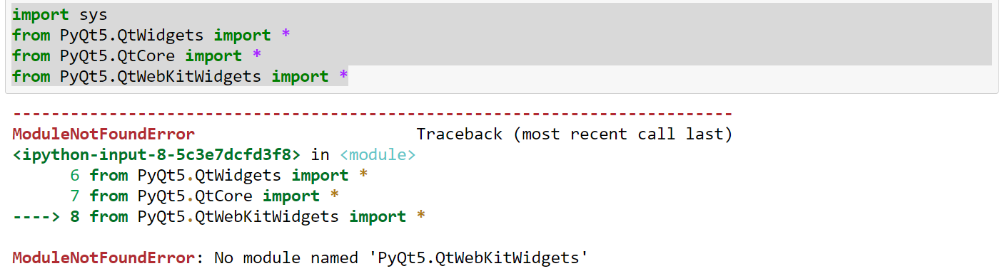 import sys
from PyQt5.QtWidgets import *
from PyQt5.QtCore import *
from PyQt5.QtWebKitWidgets import *
---------------------------------------------------------------------------
ModuleNotFoundError                       Traceback (most recent call last)
<ipython-input-8-5c3e7dcfd3f8> in <module>
      6 from PyQt5.QtWidgets import *
      7 from PyQt5.QtCore import *
----> 8 from PyQt5.QtWebKitWidgets import *
ModuleNotFoundError: No module named 'PyQt5.QtWebKitWidgets'